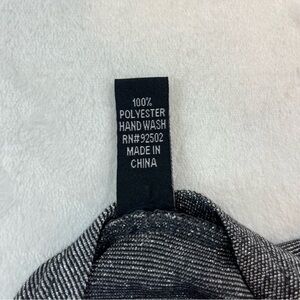 100%
POLYESTER
HAND WASH
RN#92502
MADE IN
CHINA